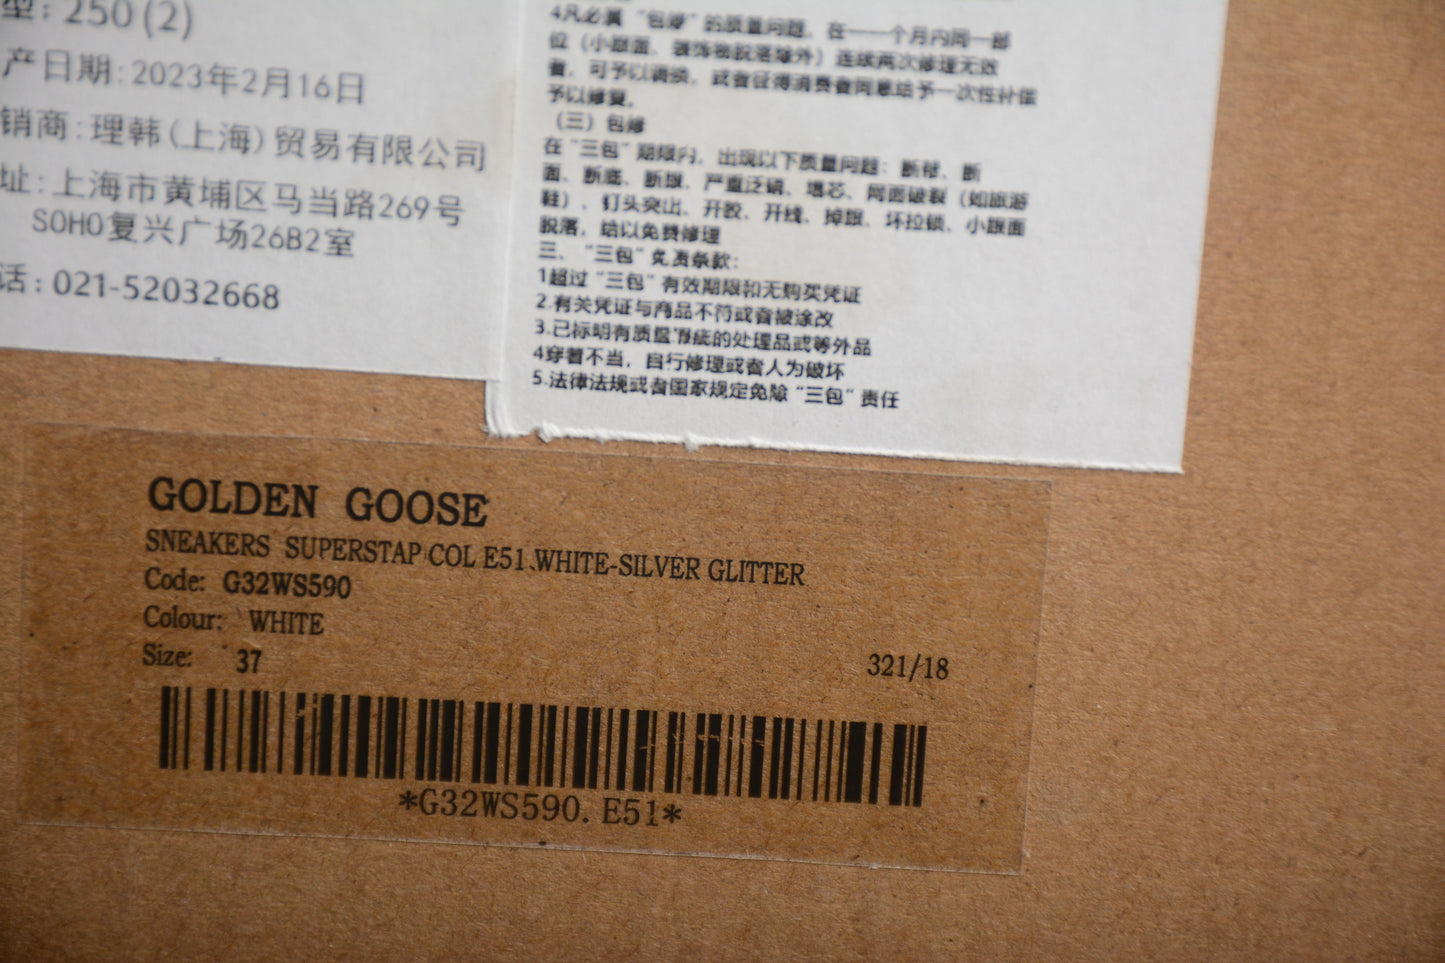 型: 250 (2)
产日期: 2023年2月16日
销商: 理韩(上海)贸易有限公司
址: 上海市黄埔区马当路269号
SOHO复兴广场26B2室
话: 021-52032668
4凡必属“包修”的质量问题, 在一一个月内同一部
位(小跟面、装饰物脱落除外)连续两次修理无效
者, 可予以调换, 或者征得消费者同意给予一次性补偿
予以修复。
(三) 包修
在“三包”期限内, 出现以下质量问题: 断帮、断
面、断底、断跟、严重泛硝、塌芯、网面破裂(如旅游
鞋)、钉头突出、开胶、开线、掉跟、坏拉锁、小跟面
脱落, 给以免费修理
三、“三包”免责条款:
1超过“三包”有效期限和无购买凭证
2.有关凭证与商品不符或者被涂改
3.已标明有质量瑕疵的处理品或等外品
4穿着不当, 自行修理或者人为破坏
5.法律法规或者国家规定免除“三包”责任
GOLDEN GOOSE
SNEAKERS SUPERSTAP COL E51.WHITE-SILVER GLITTER
Code: G32WS590
Colour: WHITE
Size: 37
321/18
*G32WS590. E51*